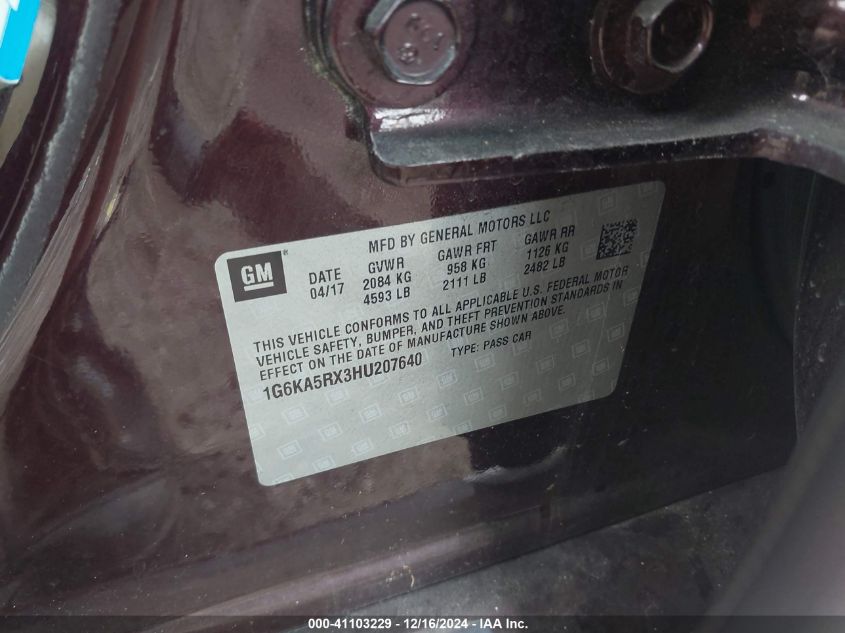 GM
MFD BY GENERAL MOTORS LLC
DATE GVWR GAWR FRT GAWR RR
04/17 2084 KG 958 KG 1126 KG
4593 LB 2111 LB 2482 LB
THIS VEHICLE CONFORMS TO ALL APPLICABLE U.S. FEDERAL MOTOR
VEHICLE SAFETY, BUMPER, AND THEFT PREVENTION STANDARDS IN
EFFECT ON THE DATE OF MANUFACTURE SHOWN ABOVE.
1G6KA5RX3HU207640 TYPE: PASS CAR
000-41103229 - 12/16/2024 - IAA Inc.